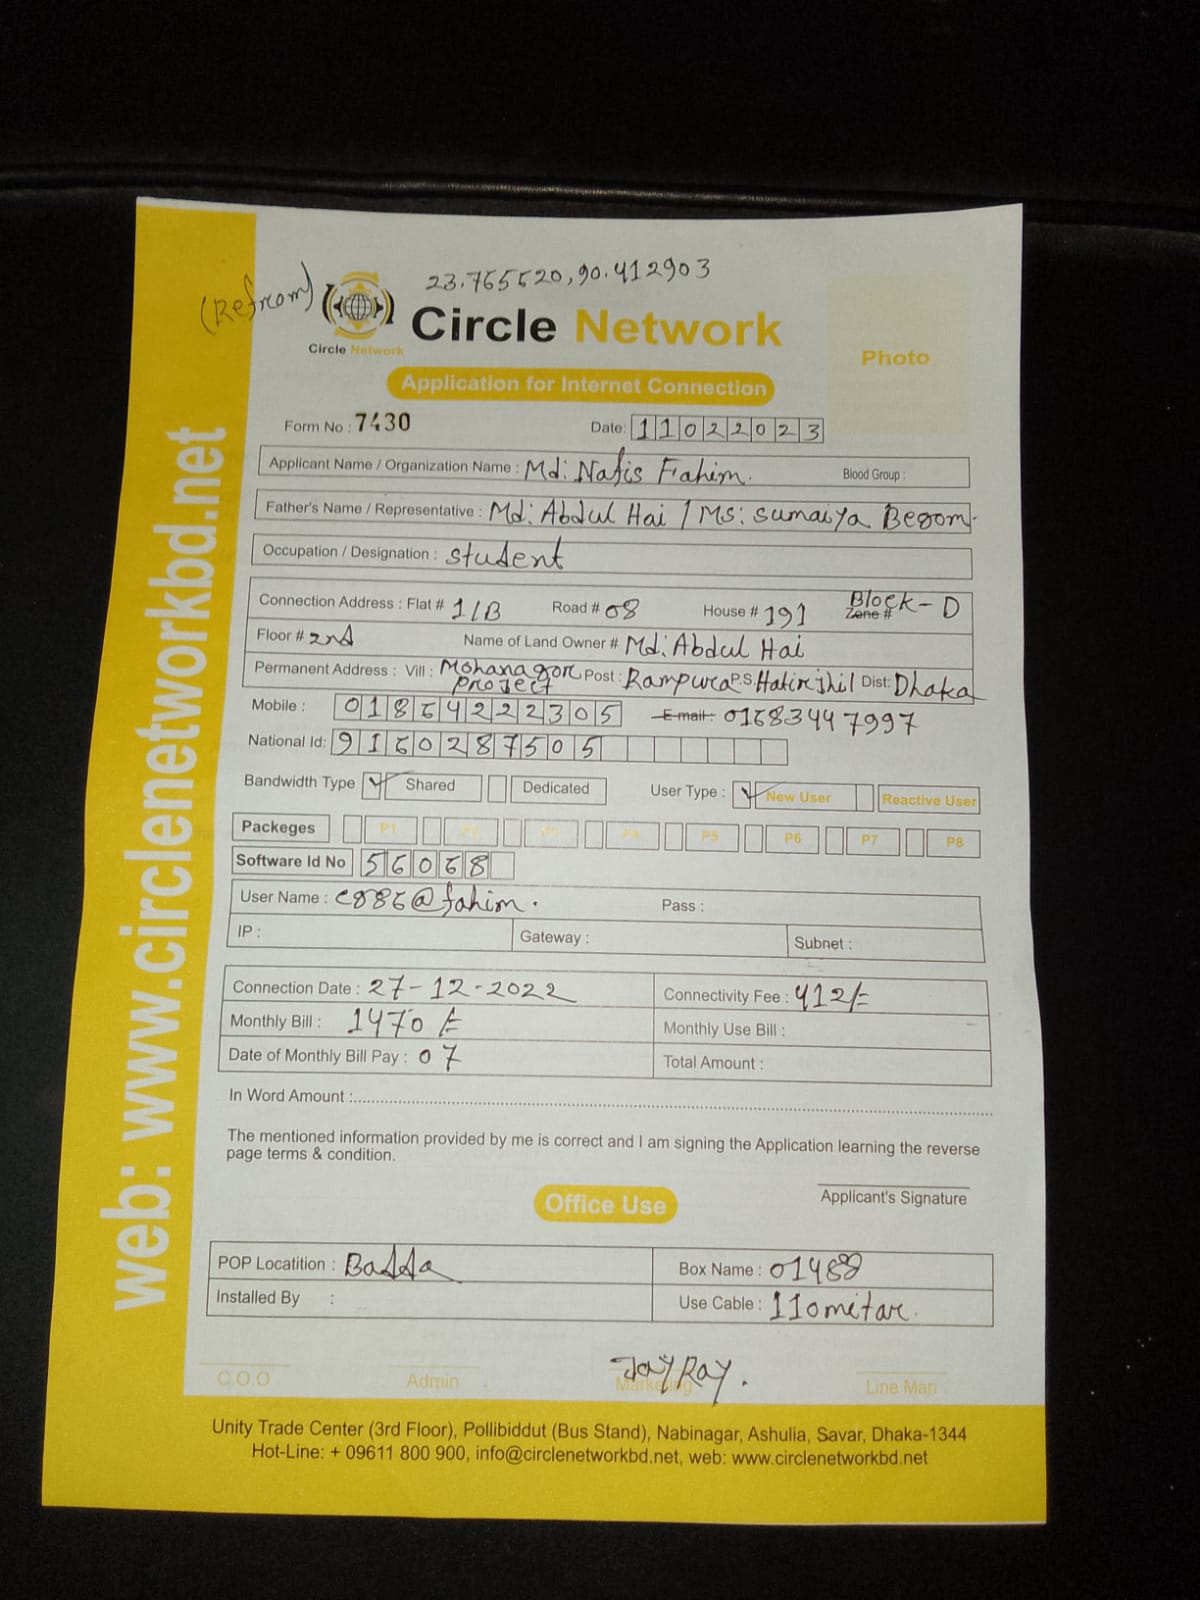 23.765620,90.412903
(Refrom)
Circle Network
Circle Network
Photo
Application for Internet Connection
Form No : 7430 Date: 11022023
Applicant Name / Organization Name : Md: Nafis Fahim. Blood Group :
Father's Name / Representative : Md: Abdul Hai / Ms: Sumaiya Begom.
Occupation / Designation : Student
Connection Address : Flat # 1/B Road # 08 House # 191 Zone # Block - D
Floor # 2nd Name of Land Owner # Md: Abdul Hai
Permanent Address : Vill : Mohanagor Project Post : Rampura P.S. Hatirjhil Dist: Dhaka
Mobile : 01864222305 E-mail : 01683447997
National Id: 9160287505
Bandwidth Type Shared Dedicated User Type : New User Reactive User
Packeges P1 P2 P3 P4 P5 P6 P7 P8
Software Id No 56068
User Name : c886@fahim. Pass :
IP : Gateway : Subnet :
Connection Date : 27-12-2022 Connectivity Fee : 412/=
Monthly Bill : 1470/= Monthly Use Bill :
Date of Monthly Bill Pay : 07 Total Amount :
In Word Amount :
The mentioned information provided by me is correct and I am signing the Application learning the reverse
page terms & condition.
Applicant's Signature
Office Use
POP Locatition : Badda Box Name : 01488
Installed By : Use Cable : 110mitar.
Jay Ray.
C.O.O Admin Marketing Line Man
Unity Trade Center (3rd Floor), Pollibiddut (Bus Stand), Nabinagar, Ashulia, Savar, Dhaka-1344
Hot-Line: + 09611 800 900, info@circlenetworkbd.net, web: www.circlenetworkbd.net
web: www.circlenetworkbd.net